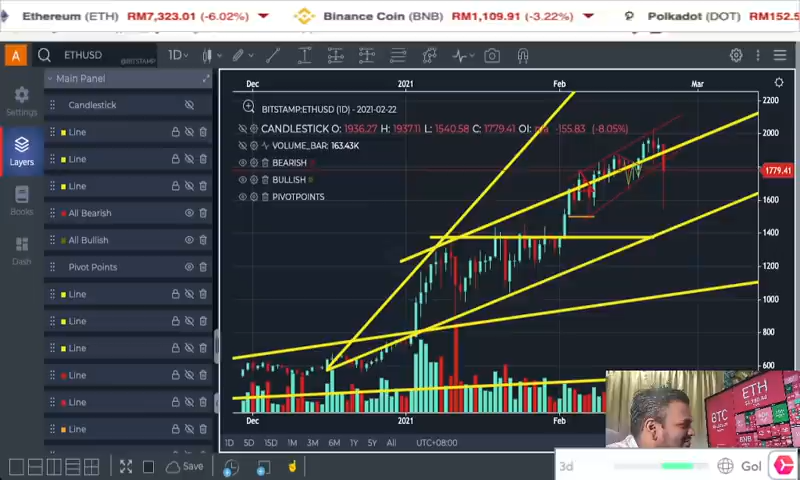 Ethereum (ETH) RM7,323.01 (-6.02%) Binance Coin (BNB) RM1,109.91 (-3.22%) Polkadot (DOT) RM152.5
A ETHUSD @BITSTAMP 1D
Settings
Layers
Books
Dash
Main Panel
Candlestick
Line
Line
Line
All Bearish
All Bullish
Pivot Points
Line
Line
Line
Line
Line
Line
Save
Dec 2021 Feb Mar
BITSTAMP:ETHUSD (1D) - 2021-02-22
CANDLESTICK O: 1936.27 H: 1937.11 L: 1540.58 C: 1779.41 OI: n/a -155.83 (-8.05%)
VOLUME_BAR: 163.43K
BEARISH
BULLISH
PIVOTPOINTS
2200
2000
1779.41
1600
1400
1200
1000
800
600
Dec 2021 Feb
1D 5D 15D 1M 3M 6M 1Y 5Y All UTC+08:00
ETH
BTC
BNB
3d Gol